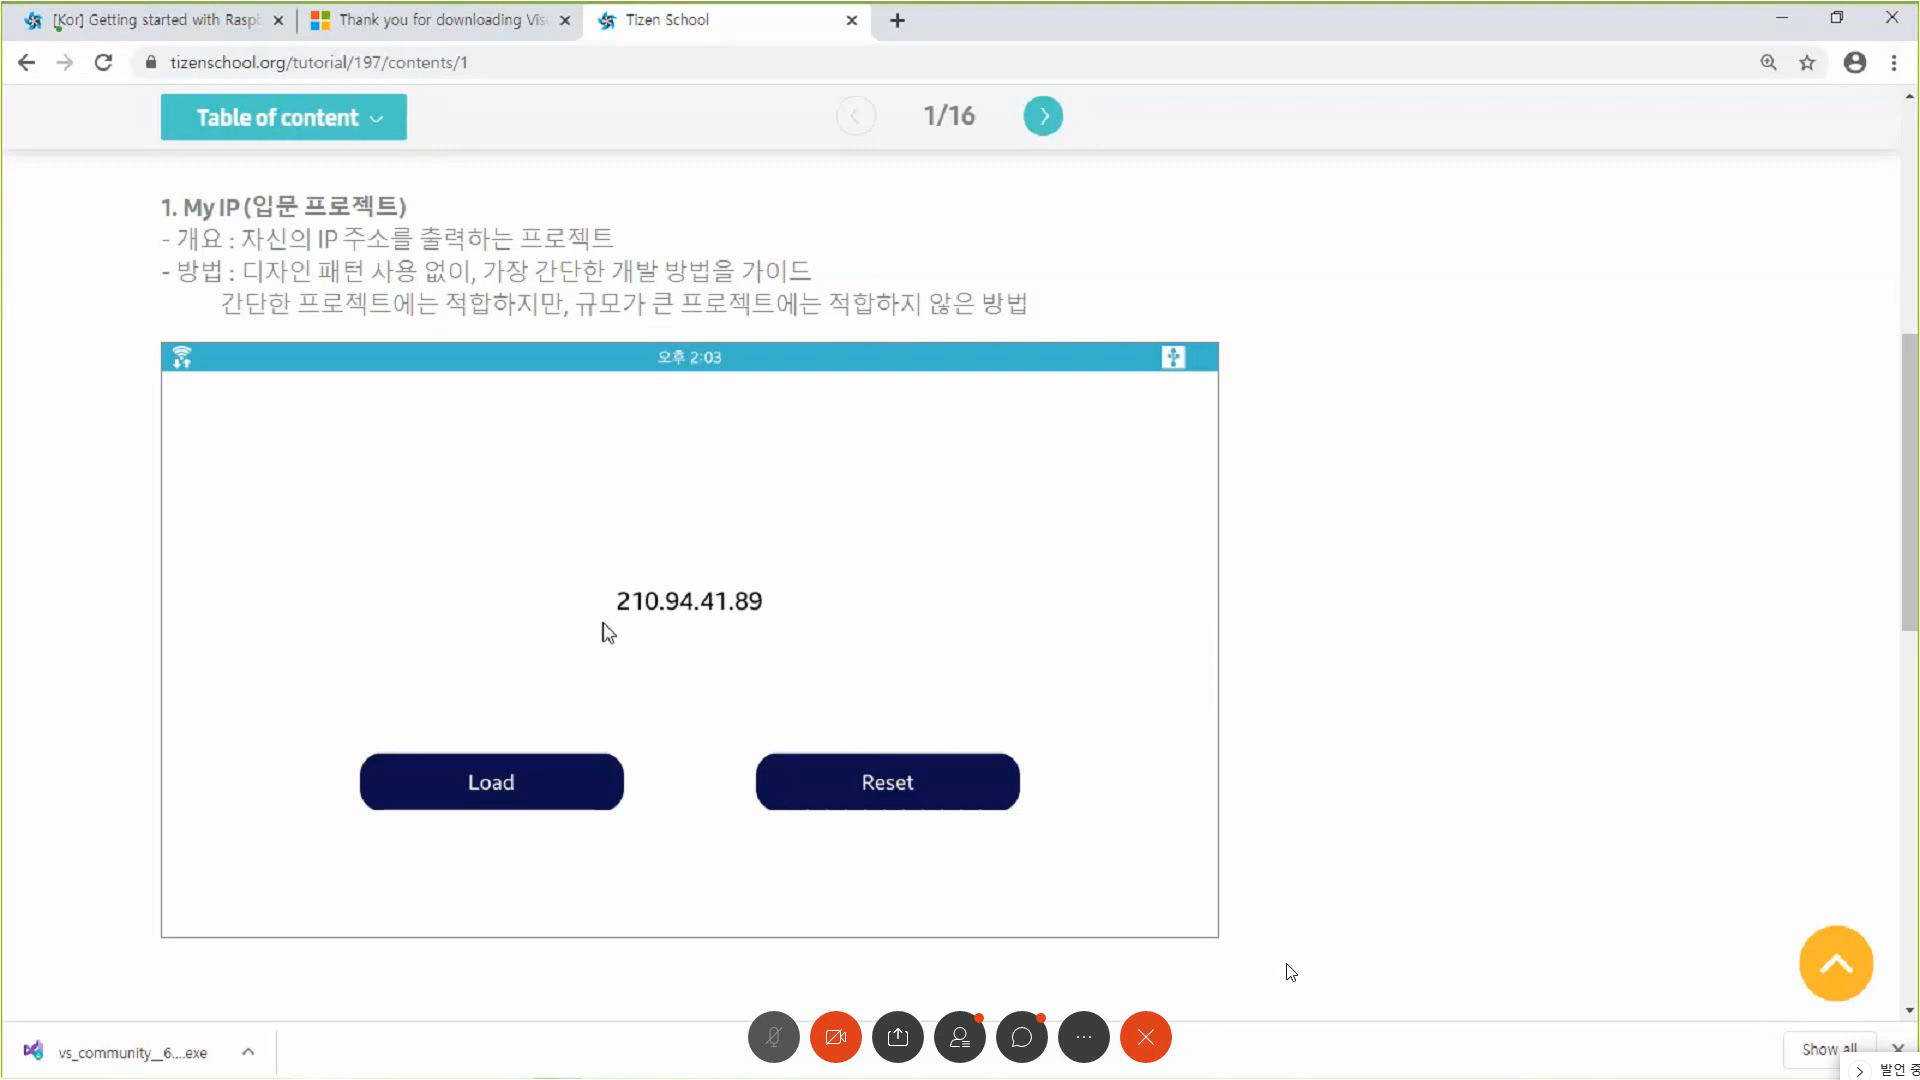 [Kor] Getting started with Rasp
Thank you for downloading Vis
Tizen School
tizenschool.org/tutorial/197/contents/1
Table of content
1/16
1. My IP (입문 프로젝트)
- 개요 : 자신의 IP 주소를 출력하는 프로젝트
- 방법 : 디자인 패턴 사용 없이, 가장 간단한 개발 방법을 가이드
간단한 프로젝트에는 적합하지만, 규모가 큰 프로젝트에는 적합하지 않은 방법
오후 2:03
210.94.41.89
Load
Reset
vs_community__6....exe
Show all
발언 중